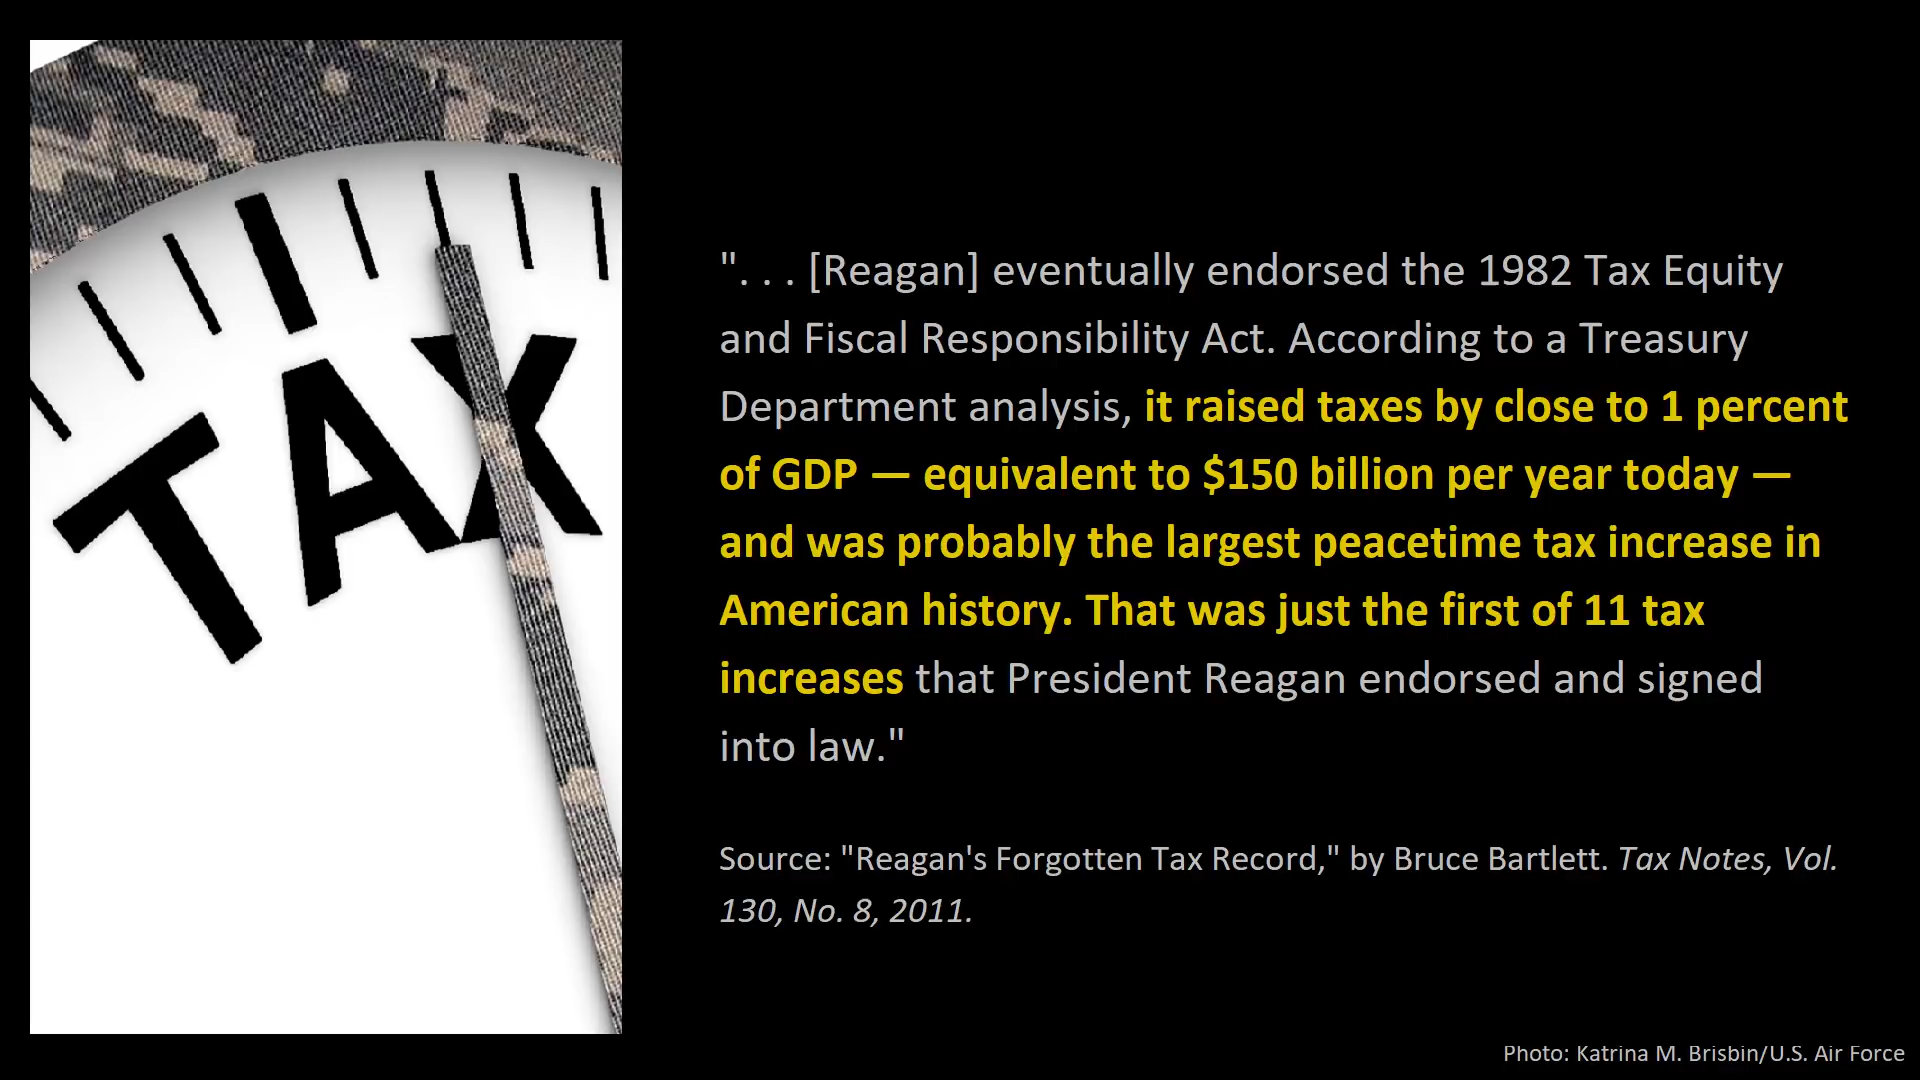 TAX
". . . [Reagan] eventually endorsed the 1982 Tax Equity
and Fiscal Responsibility Act. According to a Treasury
Department analysis, it raised taxes by close to 1 percent
of GDP — equivalent to $150 billion per year today —
and was probably the largest peacetime tax increase in
American history. That was just the first of 11 tax
increases that President Reagan endorsed and signed
into law."
Source: "Reagan's Forgotten Tax Record," by Bruce Bartlett. Tax Notes, Vol.
130, No. 8, 2011.
Photo: Katrina M. Brisbin/U.S. Air Force